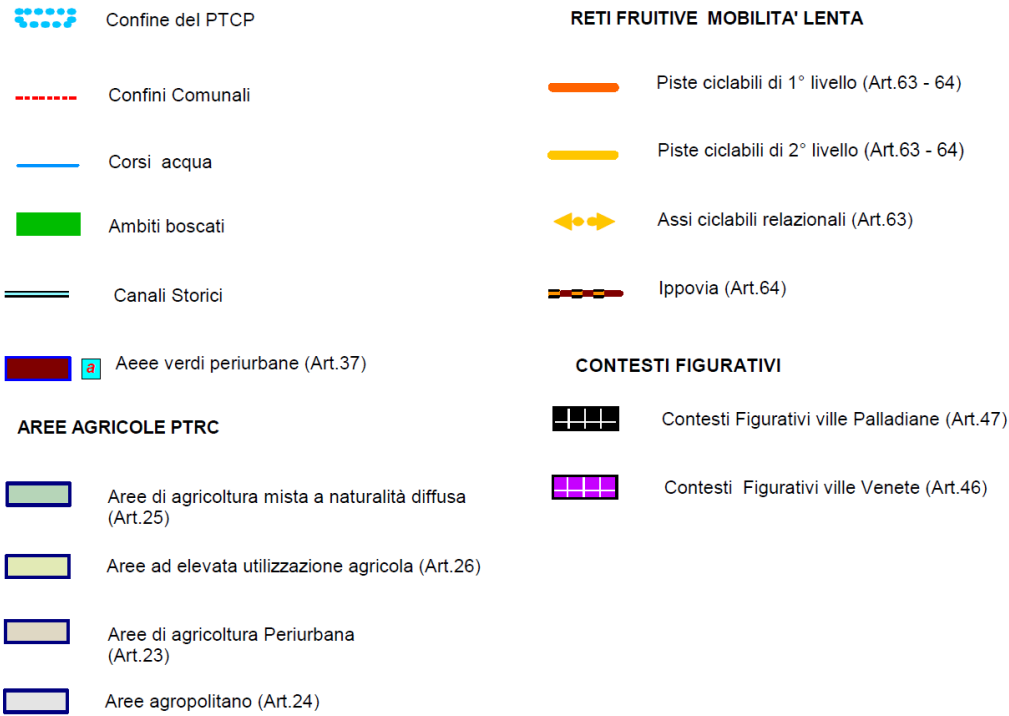 Confine del PTCP
Confini Comunali
Corsi acqua
Ambiti boscati
Canali Storici
a Aeee verdi periurbane (Art.37)
AREE AGRICOLE PTRC
Aree di agricoltura mista a naturalità diffusa
(Art.25)
Aree ad elevata utilizzazione agricola (Art.26)
Aree di agricoltura Periurbana
(Art.23)
Aree agropolitano (Art.24)
RETI FRUITIVE MOBILITA' LENTA
Piste ciclabili di 1° livello (Art.63 - 64)
Piste ciclabili di 2° livello (Art.63 - 64)
Assi ciclabili relazionali (Art.63)
Ippovia (Art.64)
CONTESTI FIGURATIVI
Contesti Figurativi ville Palladiane (Art.47)
Contesti Figurativi ville Venete (Art.46)